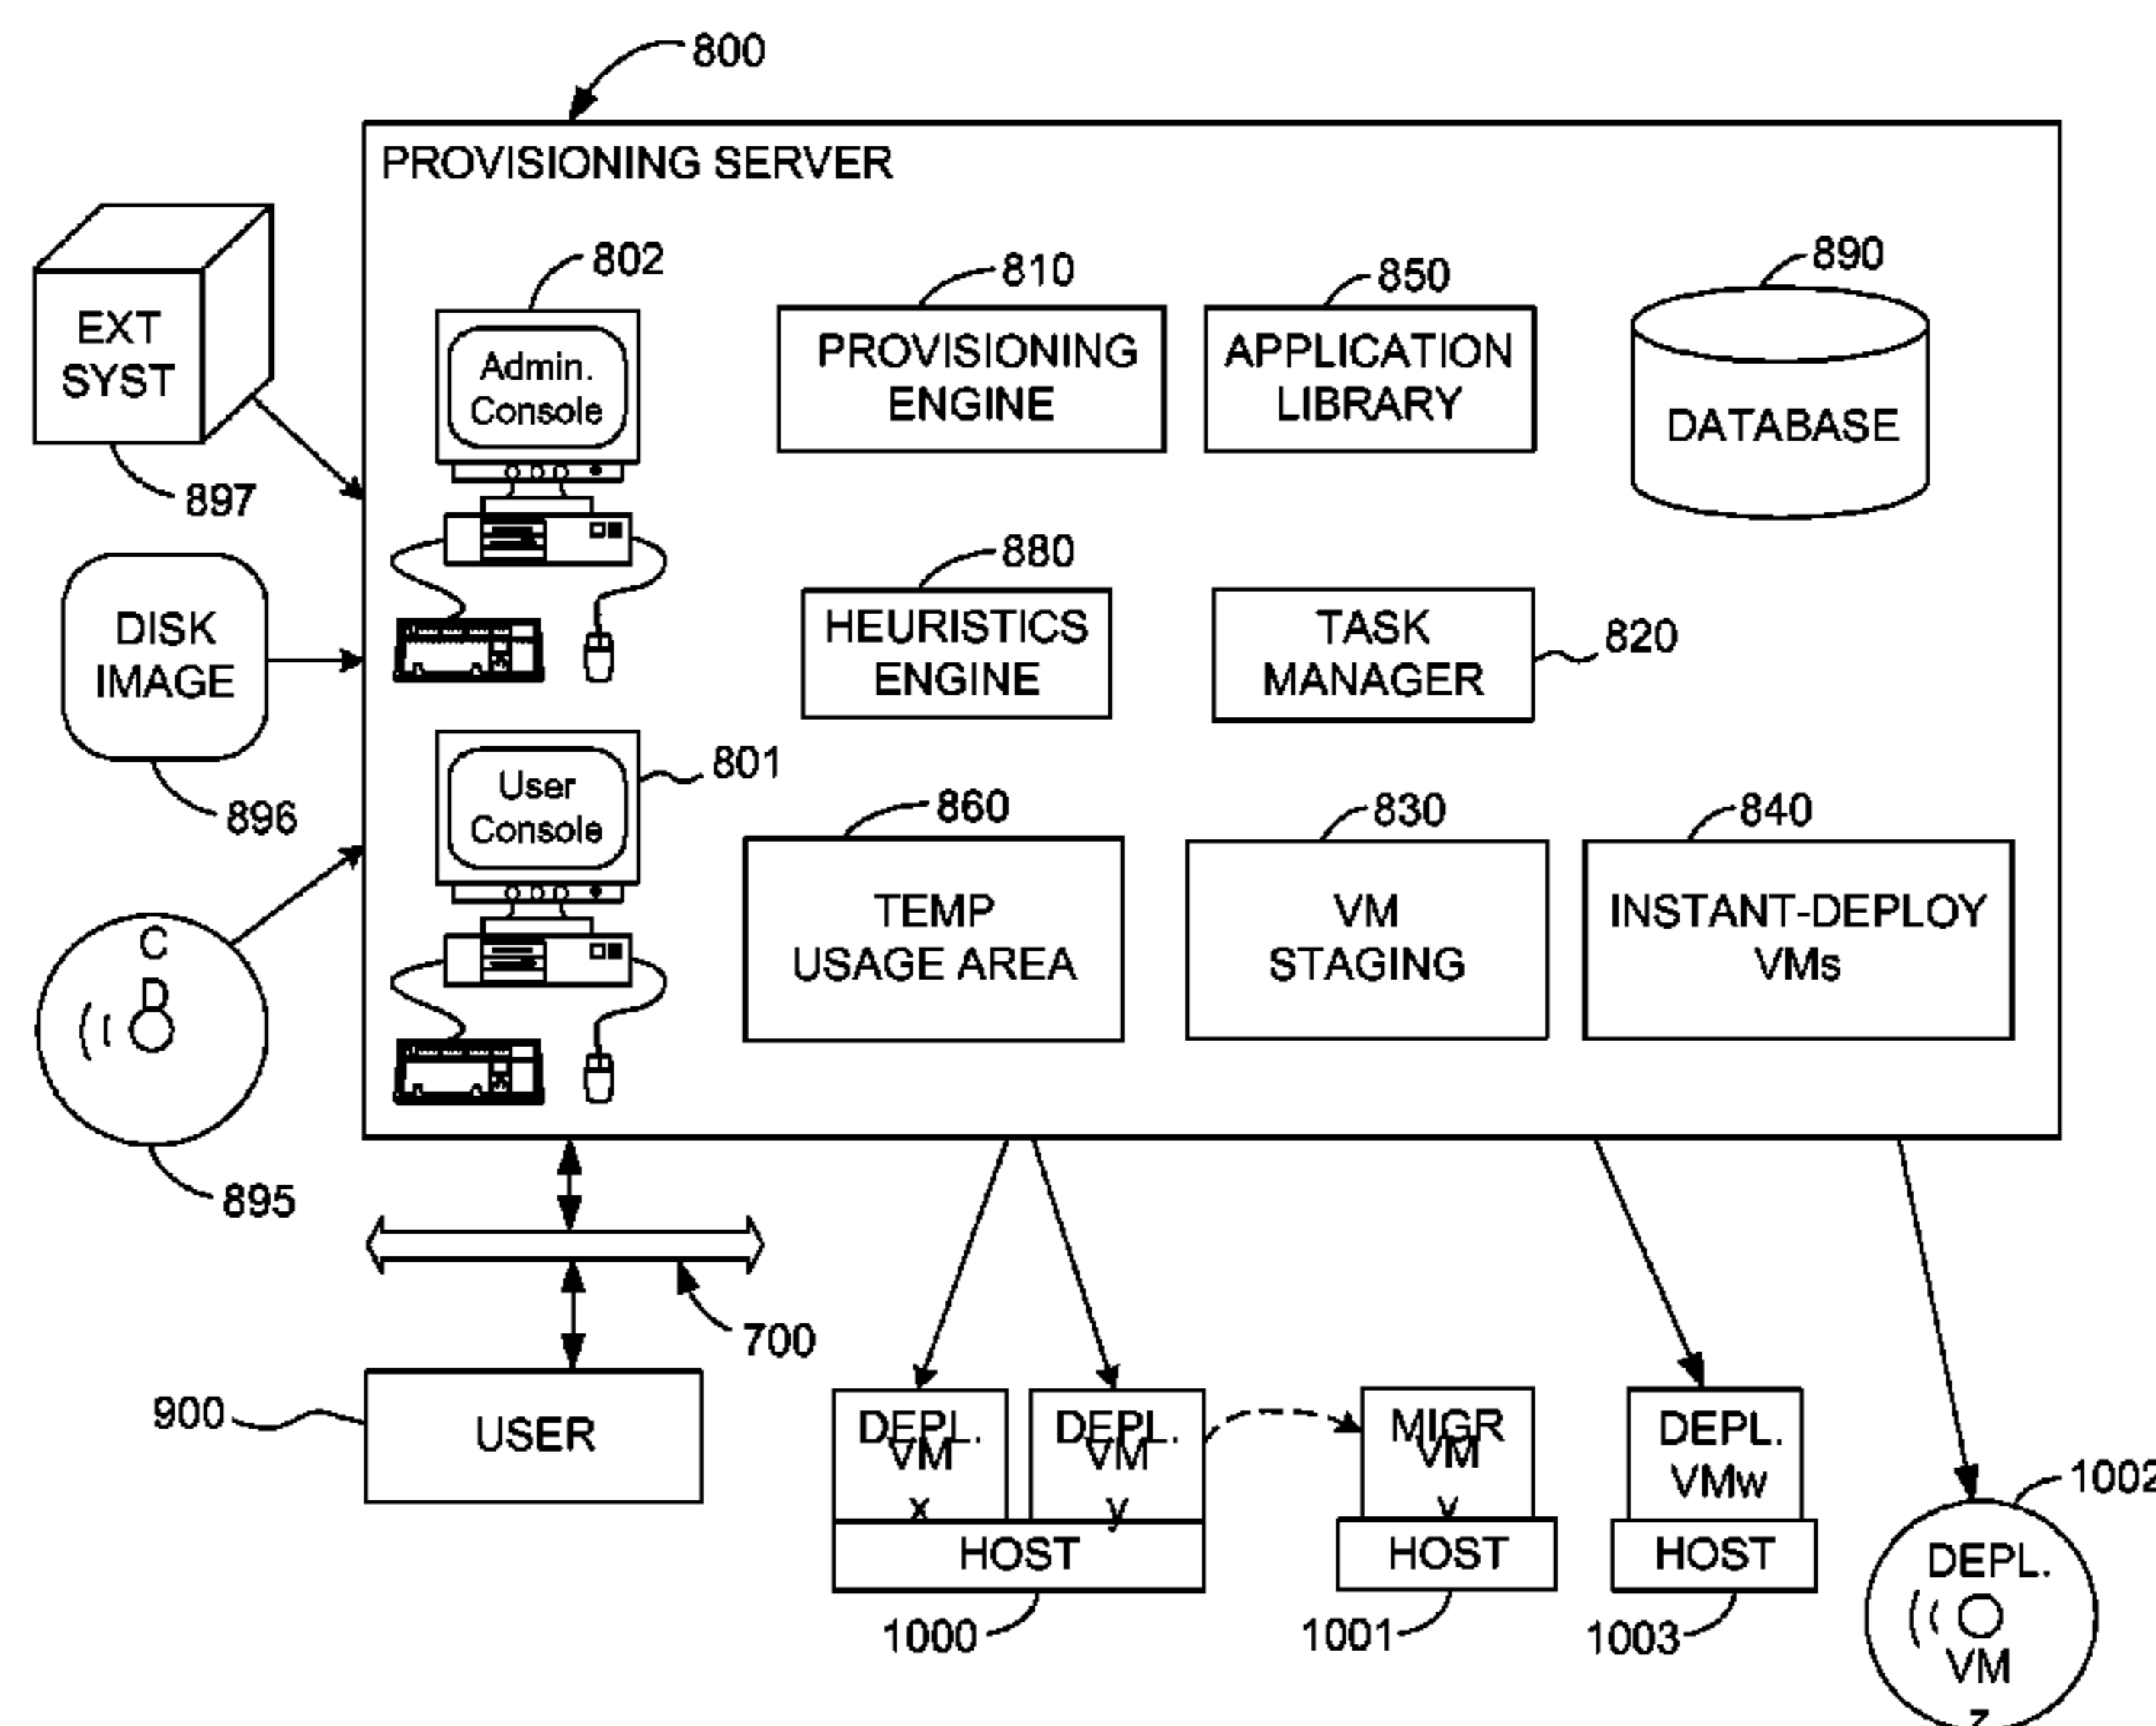 800
PROVISIONING SERVER
EXT
SYST
897
802
Admin.
Console
810
PROVISIONING
ENGINE
850
APPLICATION
LIBRARY
890
DATABASE
DISK
IMAGE
896
880
HEURISTICS
ENGINE
TASK
MANAGER
820
User
Console
801
860
TEMP
USAGE AREA
830
VM
STAGING
840
INSTANT-DEPLOY
VMs
C
D
895
700
900
USER
DEPL.
VM
x
DEPL.
VM
y
HOST
1000
MIGR
VM
HOST
1001
DEPL.
VMw
HOST
1003
1002
DEPL.
VM
z